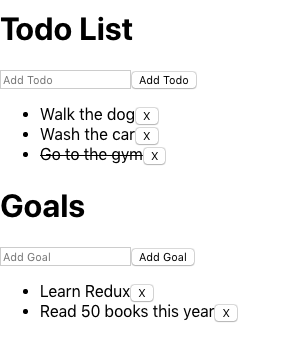 Todo List
Add Todo Add Todo
Walk the dog X
Wash the car X
Go to the gym X
Goals
Add Goal Add Goal
Learn Redux X
Read 50 books this year X